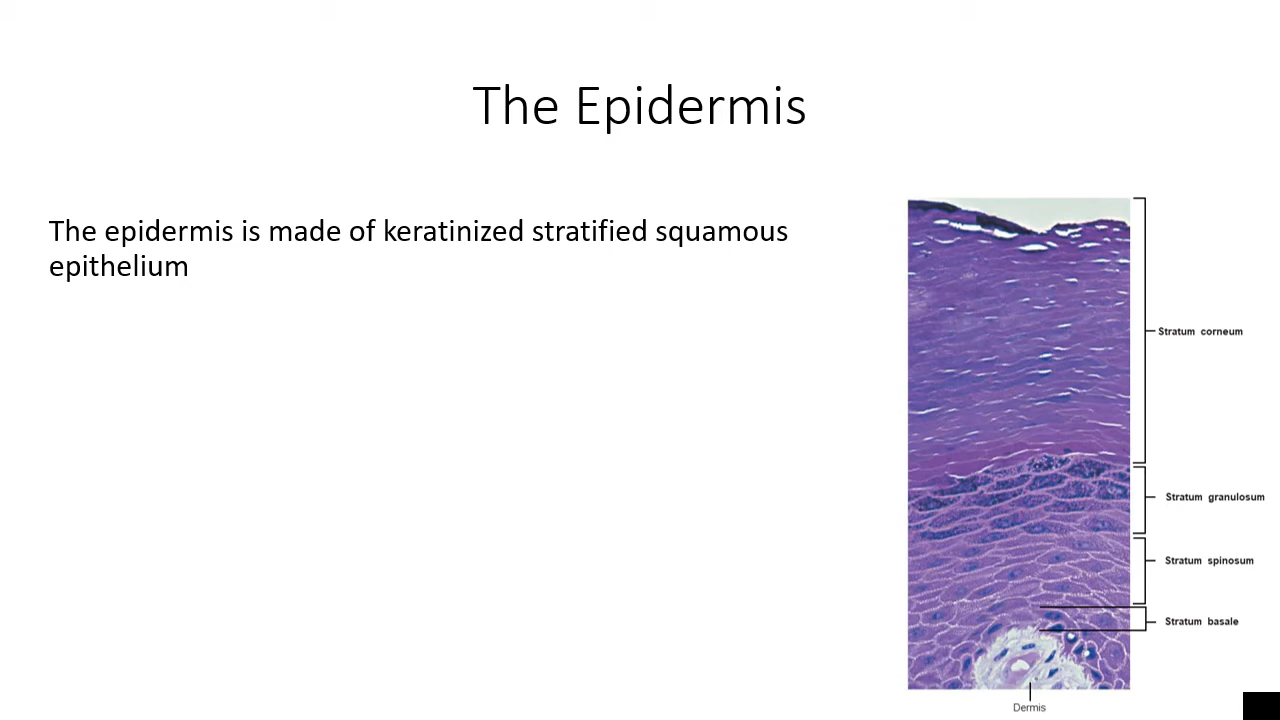 The Epidermis
The epidermis is made of keratinized stratified squamous
epithelium
Stratum corneum
Stratum granulosum
Stratum spinosum
Stratum basale
Dermis